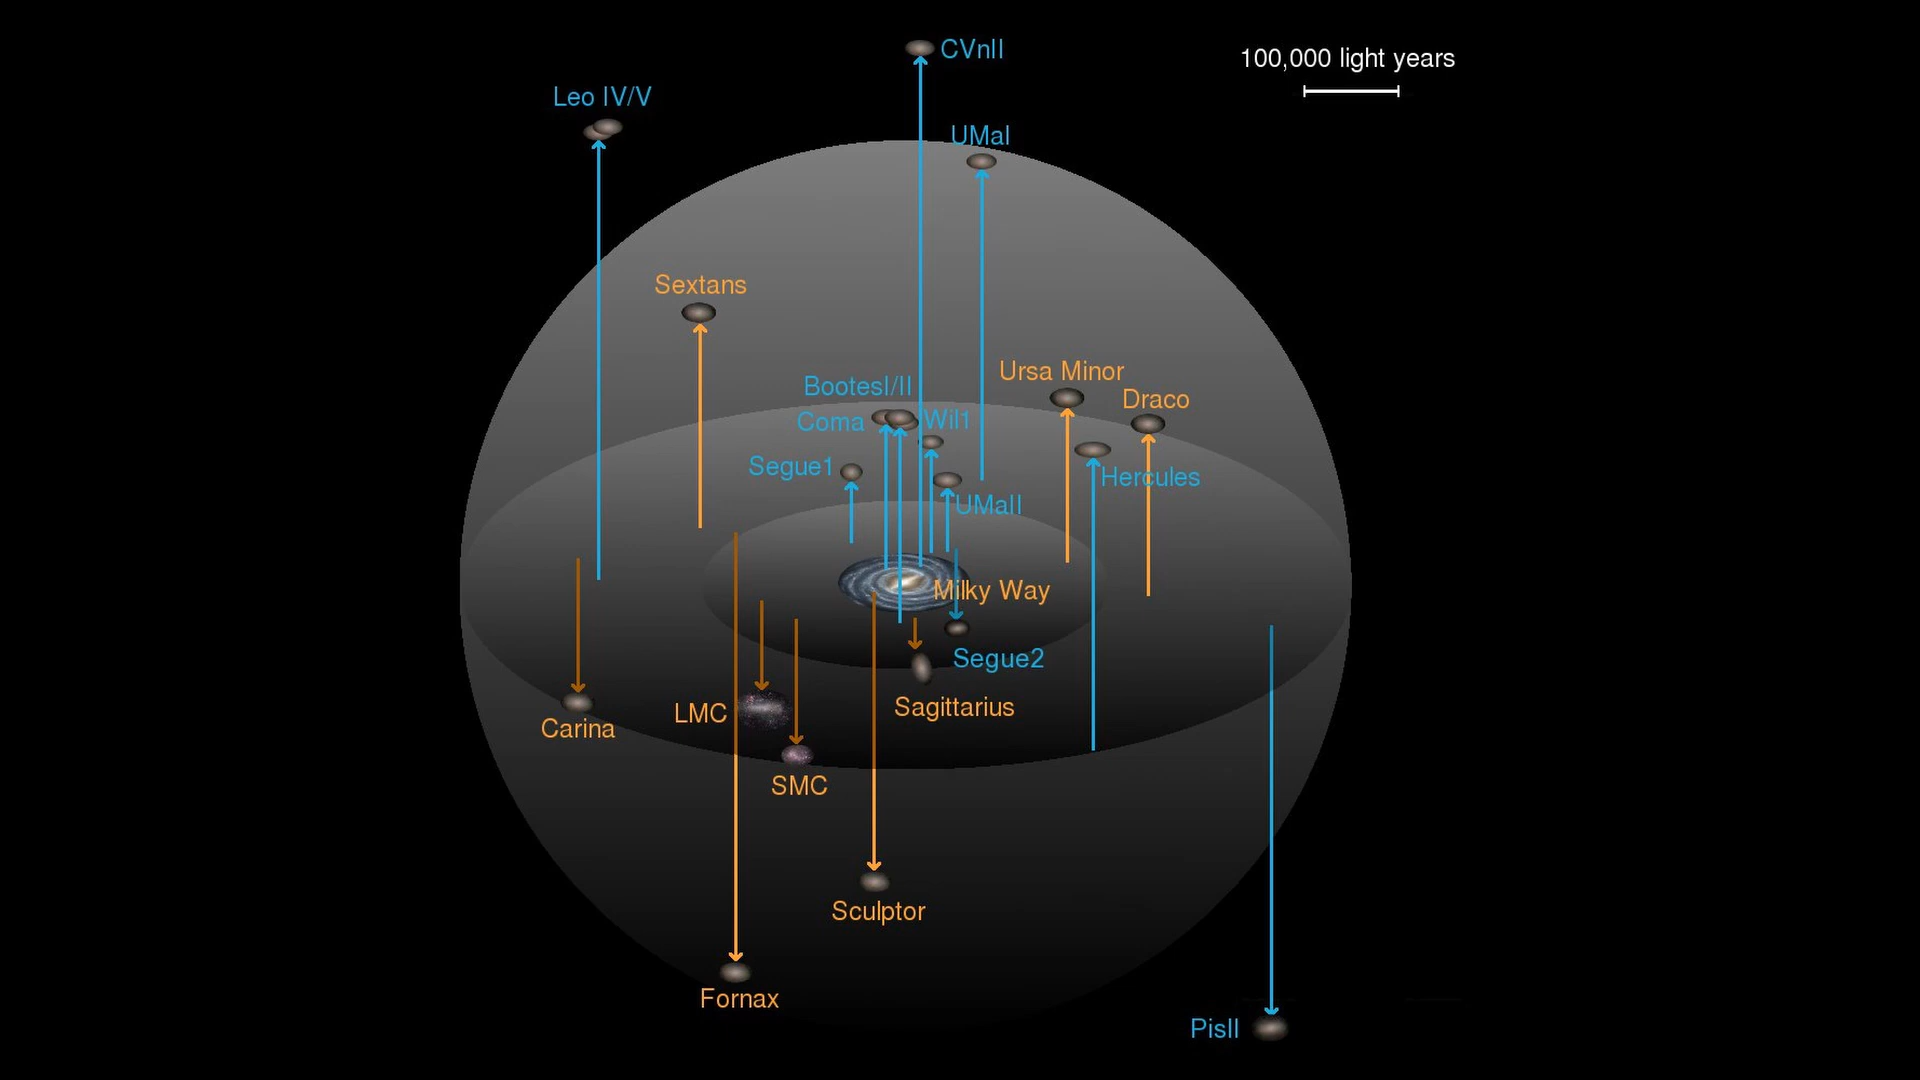 CVnII
100,000 light years
Leo IV/V
UMaI
Sextans
Ursa Minor
BootesI/II
Draco
Coma
Wil1
Segue1
Hercules
UMaII
Milky Way
Segue2
Sagittarius
LMC
Carina
SMC
Sculptor
Fornax
PisII